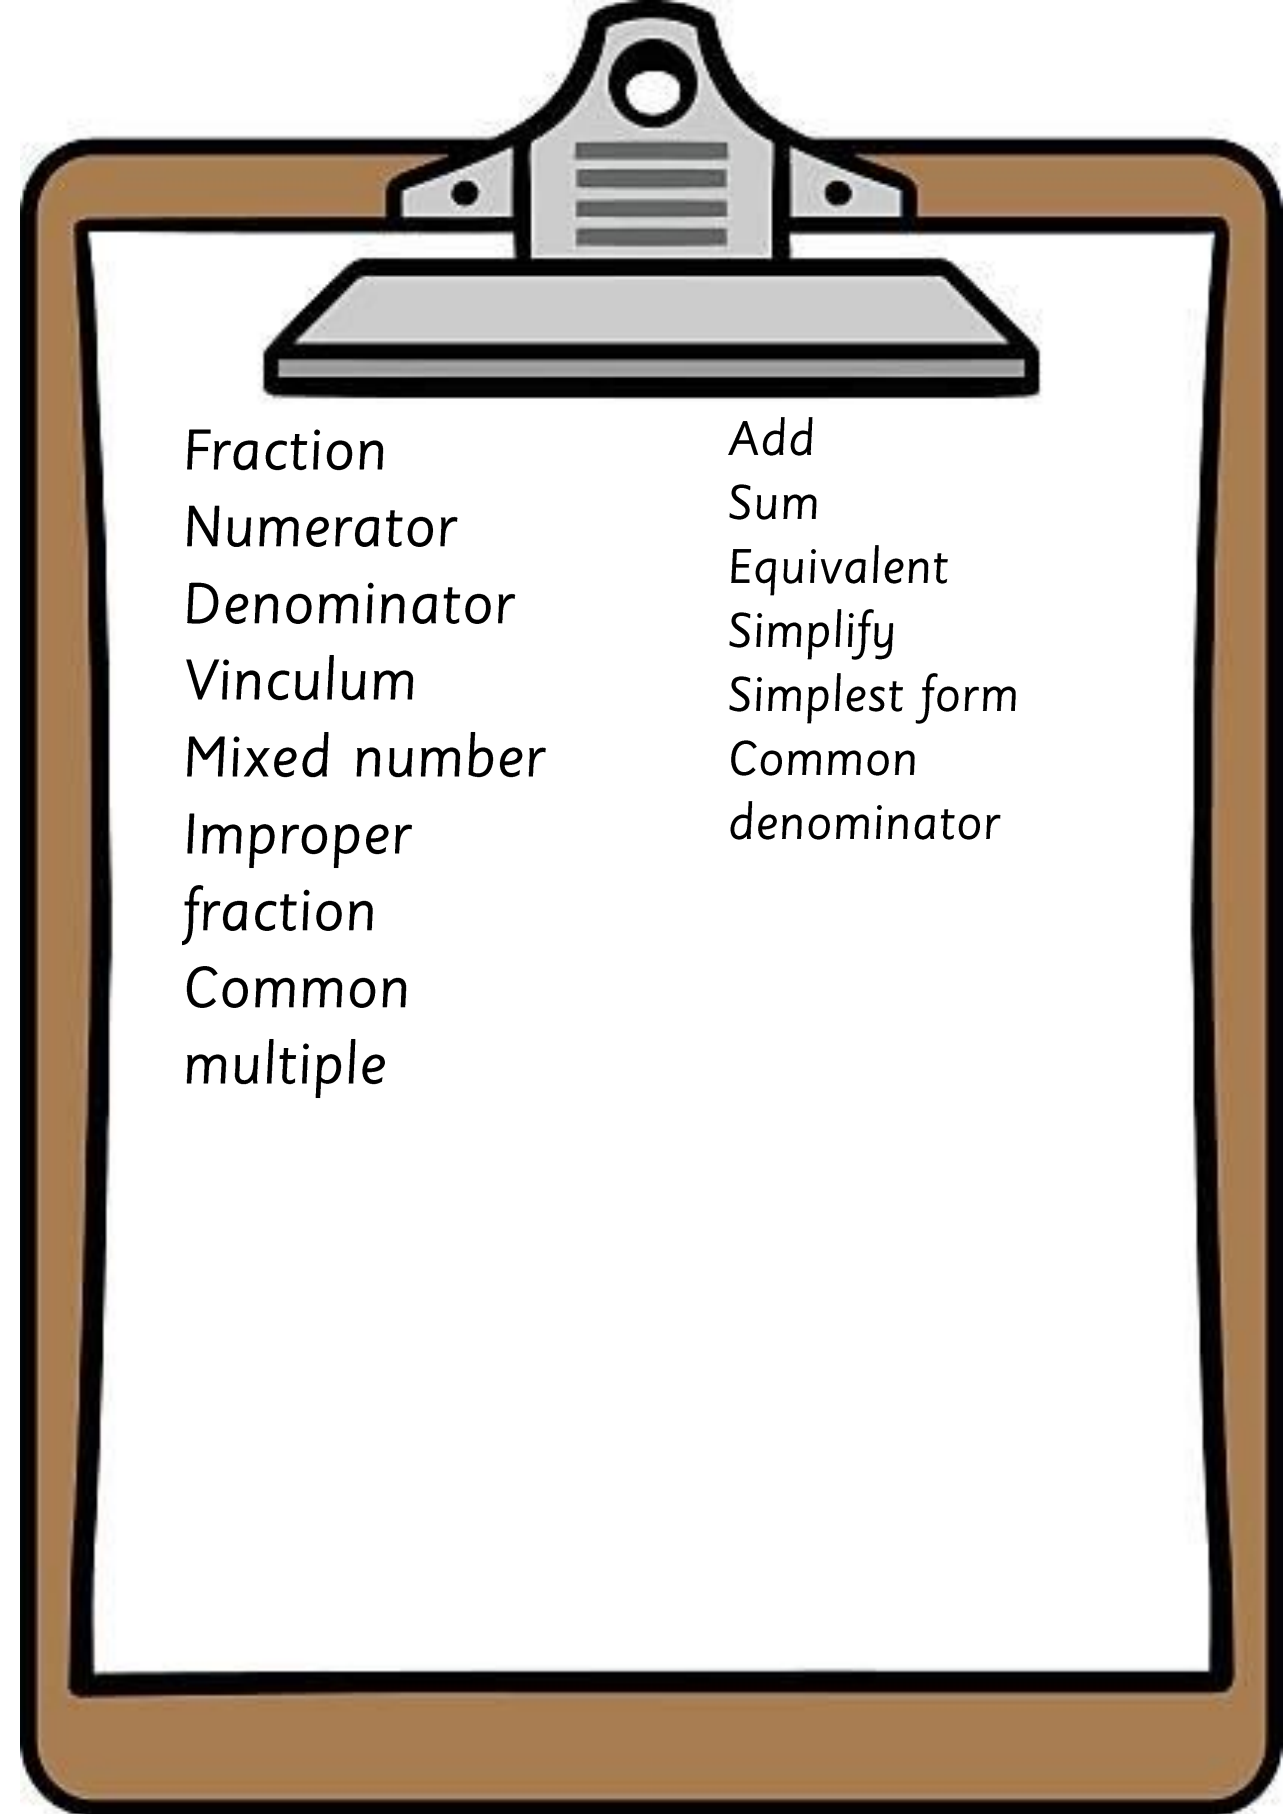 Fraction
Numerator
Denominator
Vinculum
Mixed number
Improper
fraction
Common
multiple
Add
Sum
Equivalent
Simplify
Simplest form
Common
denominator